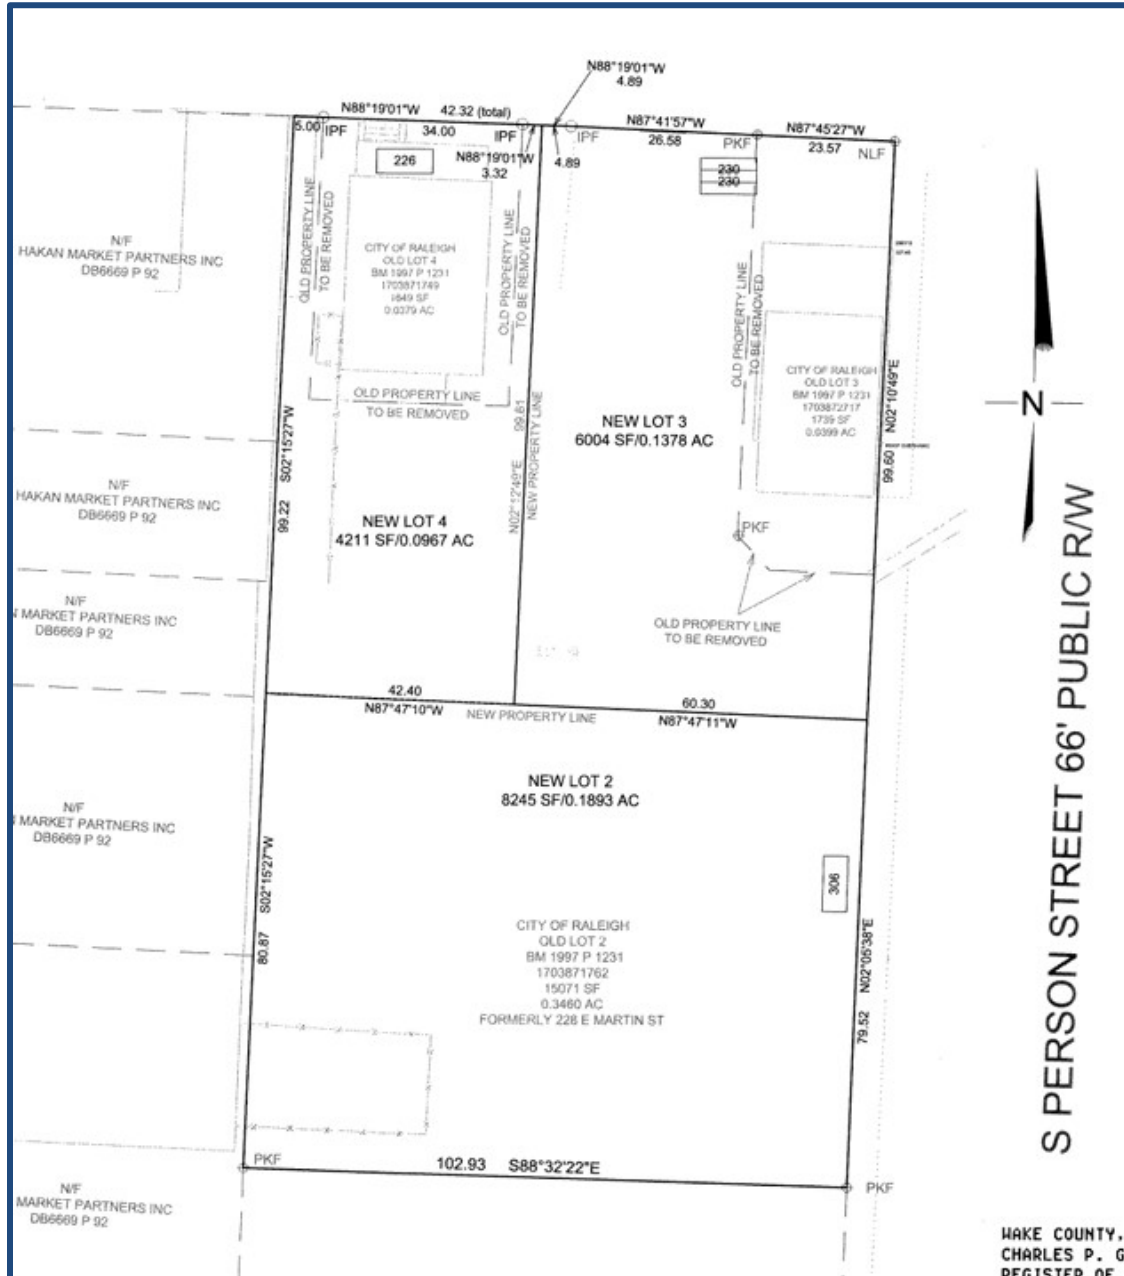 N88°19'01"W
4.89
N88°19'01"W 42.32 (total)
N87°41'57"W
N87°45'27"W
5.00
IPF
34.00
IPF
IPF
26.58
PKF
23.57
NLF
N88°19'01"W
3.32
4.89
226
230
230
OLD PROPERTY LINE
TO BE REMOVED
CITY OF RALEIGH
OLD LOT 4
BM 1997 P 1231
1703871749
1649 SF
0.0379 AC
OLD PROPERTY LINE
TO BE REMOVED
N/F
HAKAN MARKET PARTNERS INC
DB6669 P 92
OLD PROPERTY LINE
TO BE REMOVED
CITY OF RALEIGH
OLD LOT 3
BM 1997 P 1231
1703872717
1739 SF
0.0399 AC
N02°10'49"E
99.60
OLD PROPERTY LINE
TO BE REMOVED
N
NEW LOT 3
6004 SF/0.1378 AC
99.22 S02°15'27"W
N02°12'49"E 99.61
NEW PROPERTY LINE
N/F
HAKAN MARKET PARTNERS INC
DB6669 P 92
NEW LOT 4
4211 SF/0.0967 AC
PKF
OLD PROPERTY LINE
TO BE REMOVED
N/F
N MARKET PARTNERS INC
DB6669 P 92
42.40
N87°47'10"W
NEW PROPERTY LINE
60.30
N87°47'11"W
S PERSON STREET 66' PUBLIC R/W
NEW LOT 2
8245 SF/0.1893 AC
N/F
MARKET PARTNERS INC
DB6669 P 92
80.87 S02°15'27"W
306
79.52 N02°05'38"E
CITY OF RALEIGH
OLD LOT 2
BM 1997 P 1231
1703871762
15071 SF
0.3460 AC
FORMERLY 228 E MARTIN ST
PKF
102.93 S88°32'22"E
PKF
N/F
MARKET PARTNERS INC
DB6669 P 92
WAKE COUNTY,
CHARLES P. G
REGISTER OF